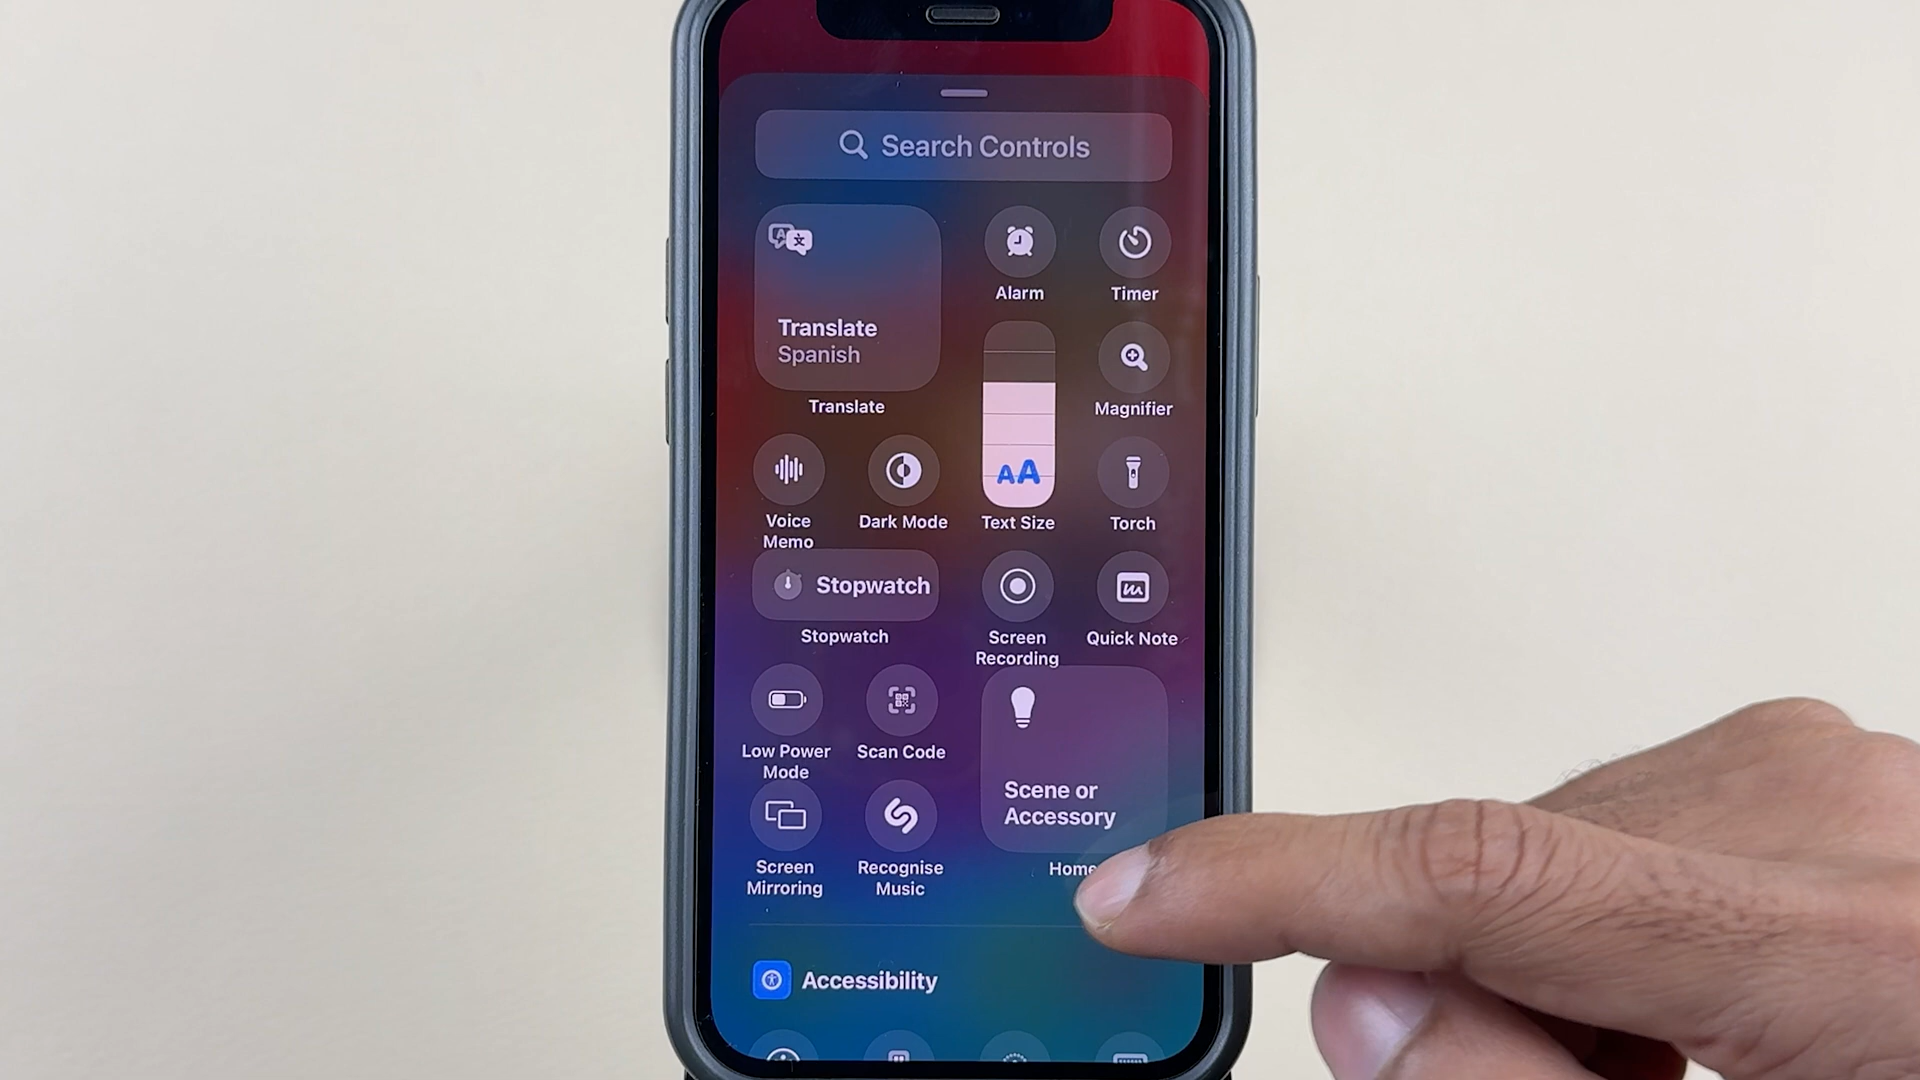 Search Controls
Translate
Spanish
Translate
Alarm
Timer
Magnifier
Voice
Memo
Dark Mode
AA
Text Size
Torch
Stopwatch
Stopwatch
Screen
Recording
Quick Note
Low Power
Mode
Scan Code
Scene or
Accessory
Home
Screen
Mirroring
Recognise
Music
Accessibility